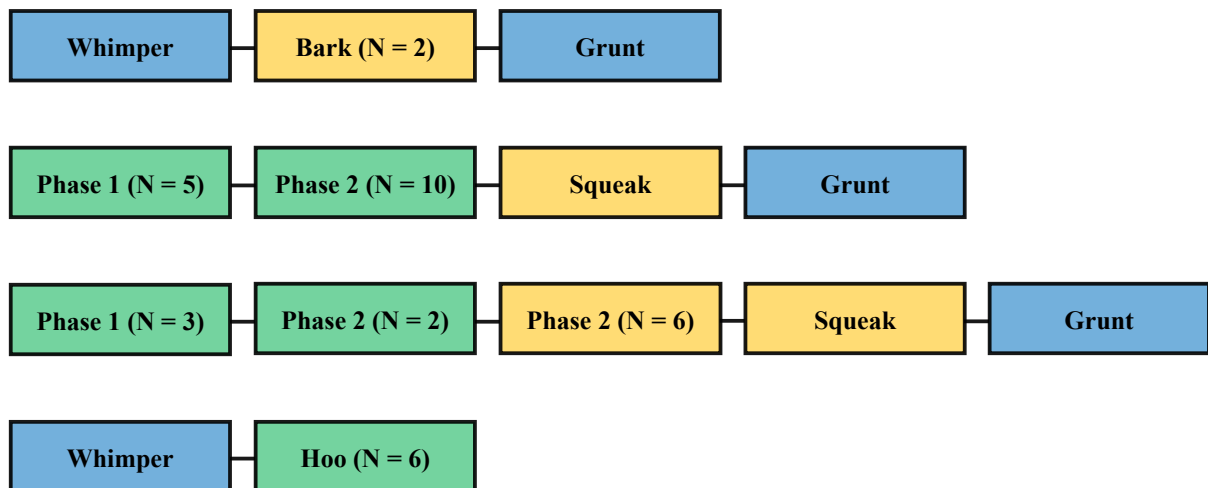 Whimper Bark (N = 2) Grunt
Phase 1 (N = 5) Phase 2 (N = 10) Squeak Grunt
Phase 1 (N = 3) Phase 2 (N = 2) Phase 2 (N = 6) Squeak Grunt
Whimper Hoo (N = 6)